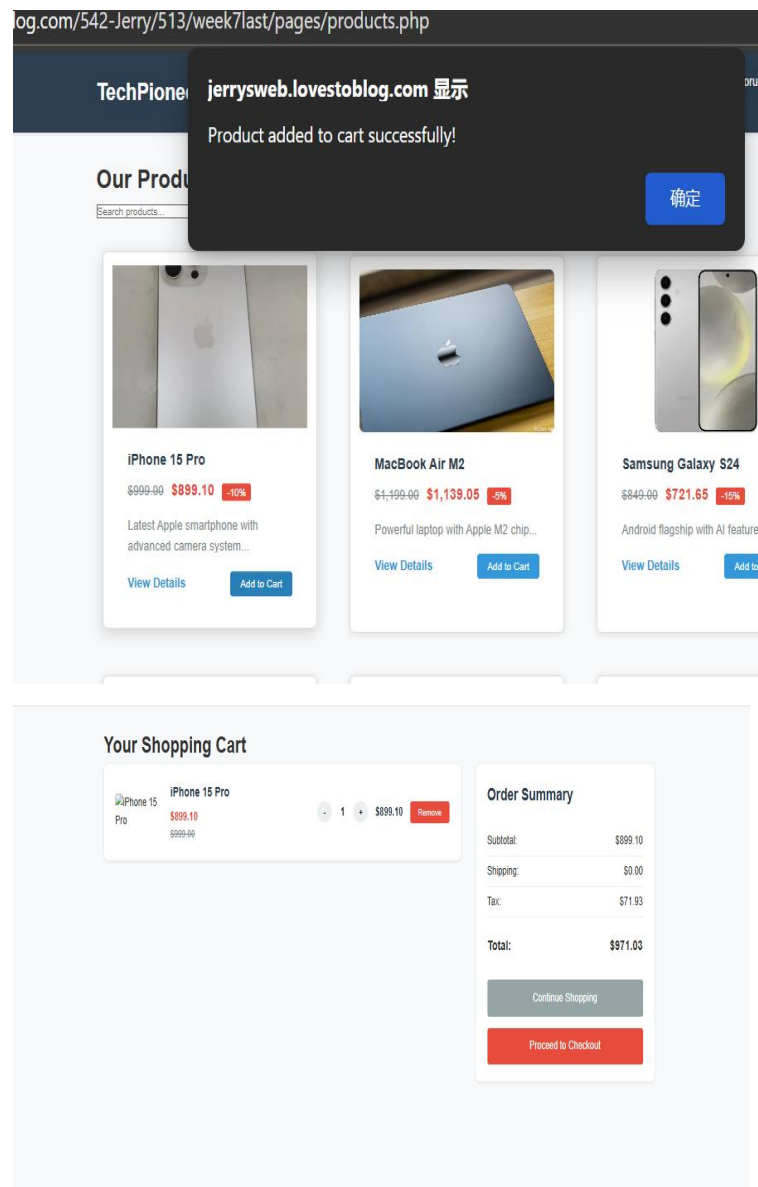 log.com/542-Jerry/513/week7last/pages/products.php
TechPionee
jerrysweb.lovestoblog.com 显示
Product added to cart successfully!
确定
Our Produ
Search products...
iPhone 15 Pro
$999.00 $899.10 -10%
Latest Apple smartphone with
advanced camera system...
View Details Add to Cart
MacBook Air M2
$1,199.00 $1,139.05 -5%
Powerful laptop with Apple M2 chip...
View Details Add to Cart
Samsung Galaxy S24
$849.00 $721.65 -15%
Android flagship with AI feature
View Details Add to
Your Shopping Cart
iPhone 15
Pro
iPhone 15 Pro
$899.10
$999.00
- 1 + $899.10 Remove
Order Summary
Subtotal: $899.10
Shipping: $0.00
Tax: $71.93
Total: $971.03
Continue Shopping
Proceed to Checkout